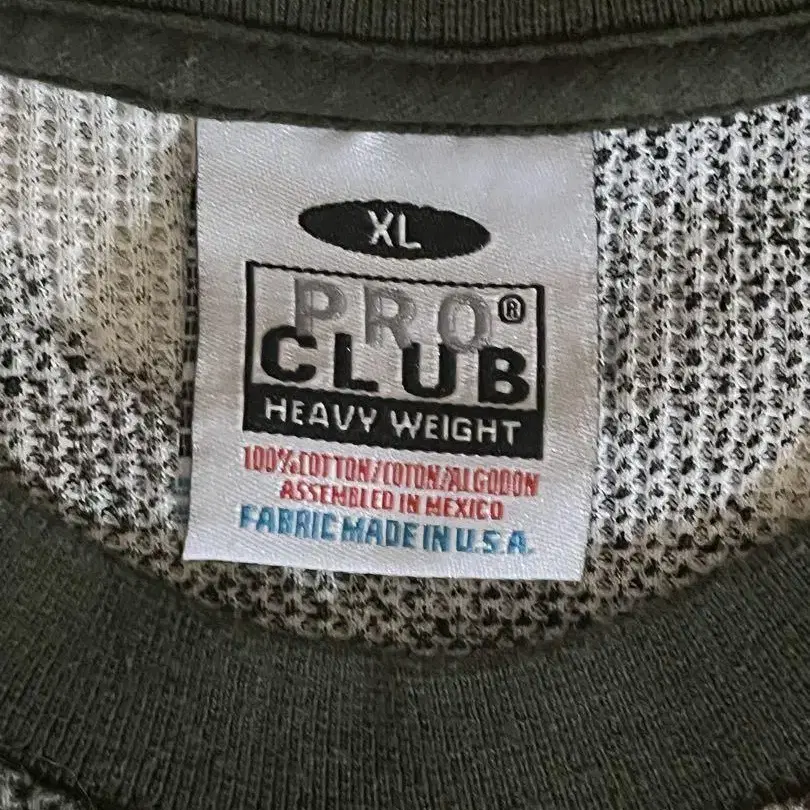 XL
PRO®
CLUB
HEAVY WEIGHT
100%COTTON/COTON/ALGODON
ASSEMBLED IN MEXICO
FABRIC MADE IN U.S.A.